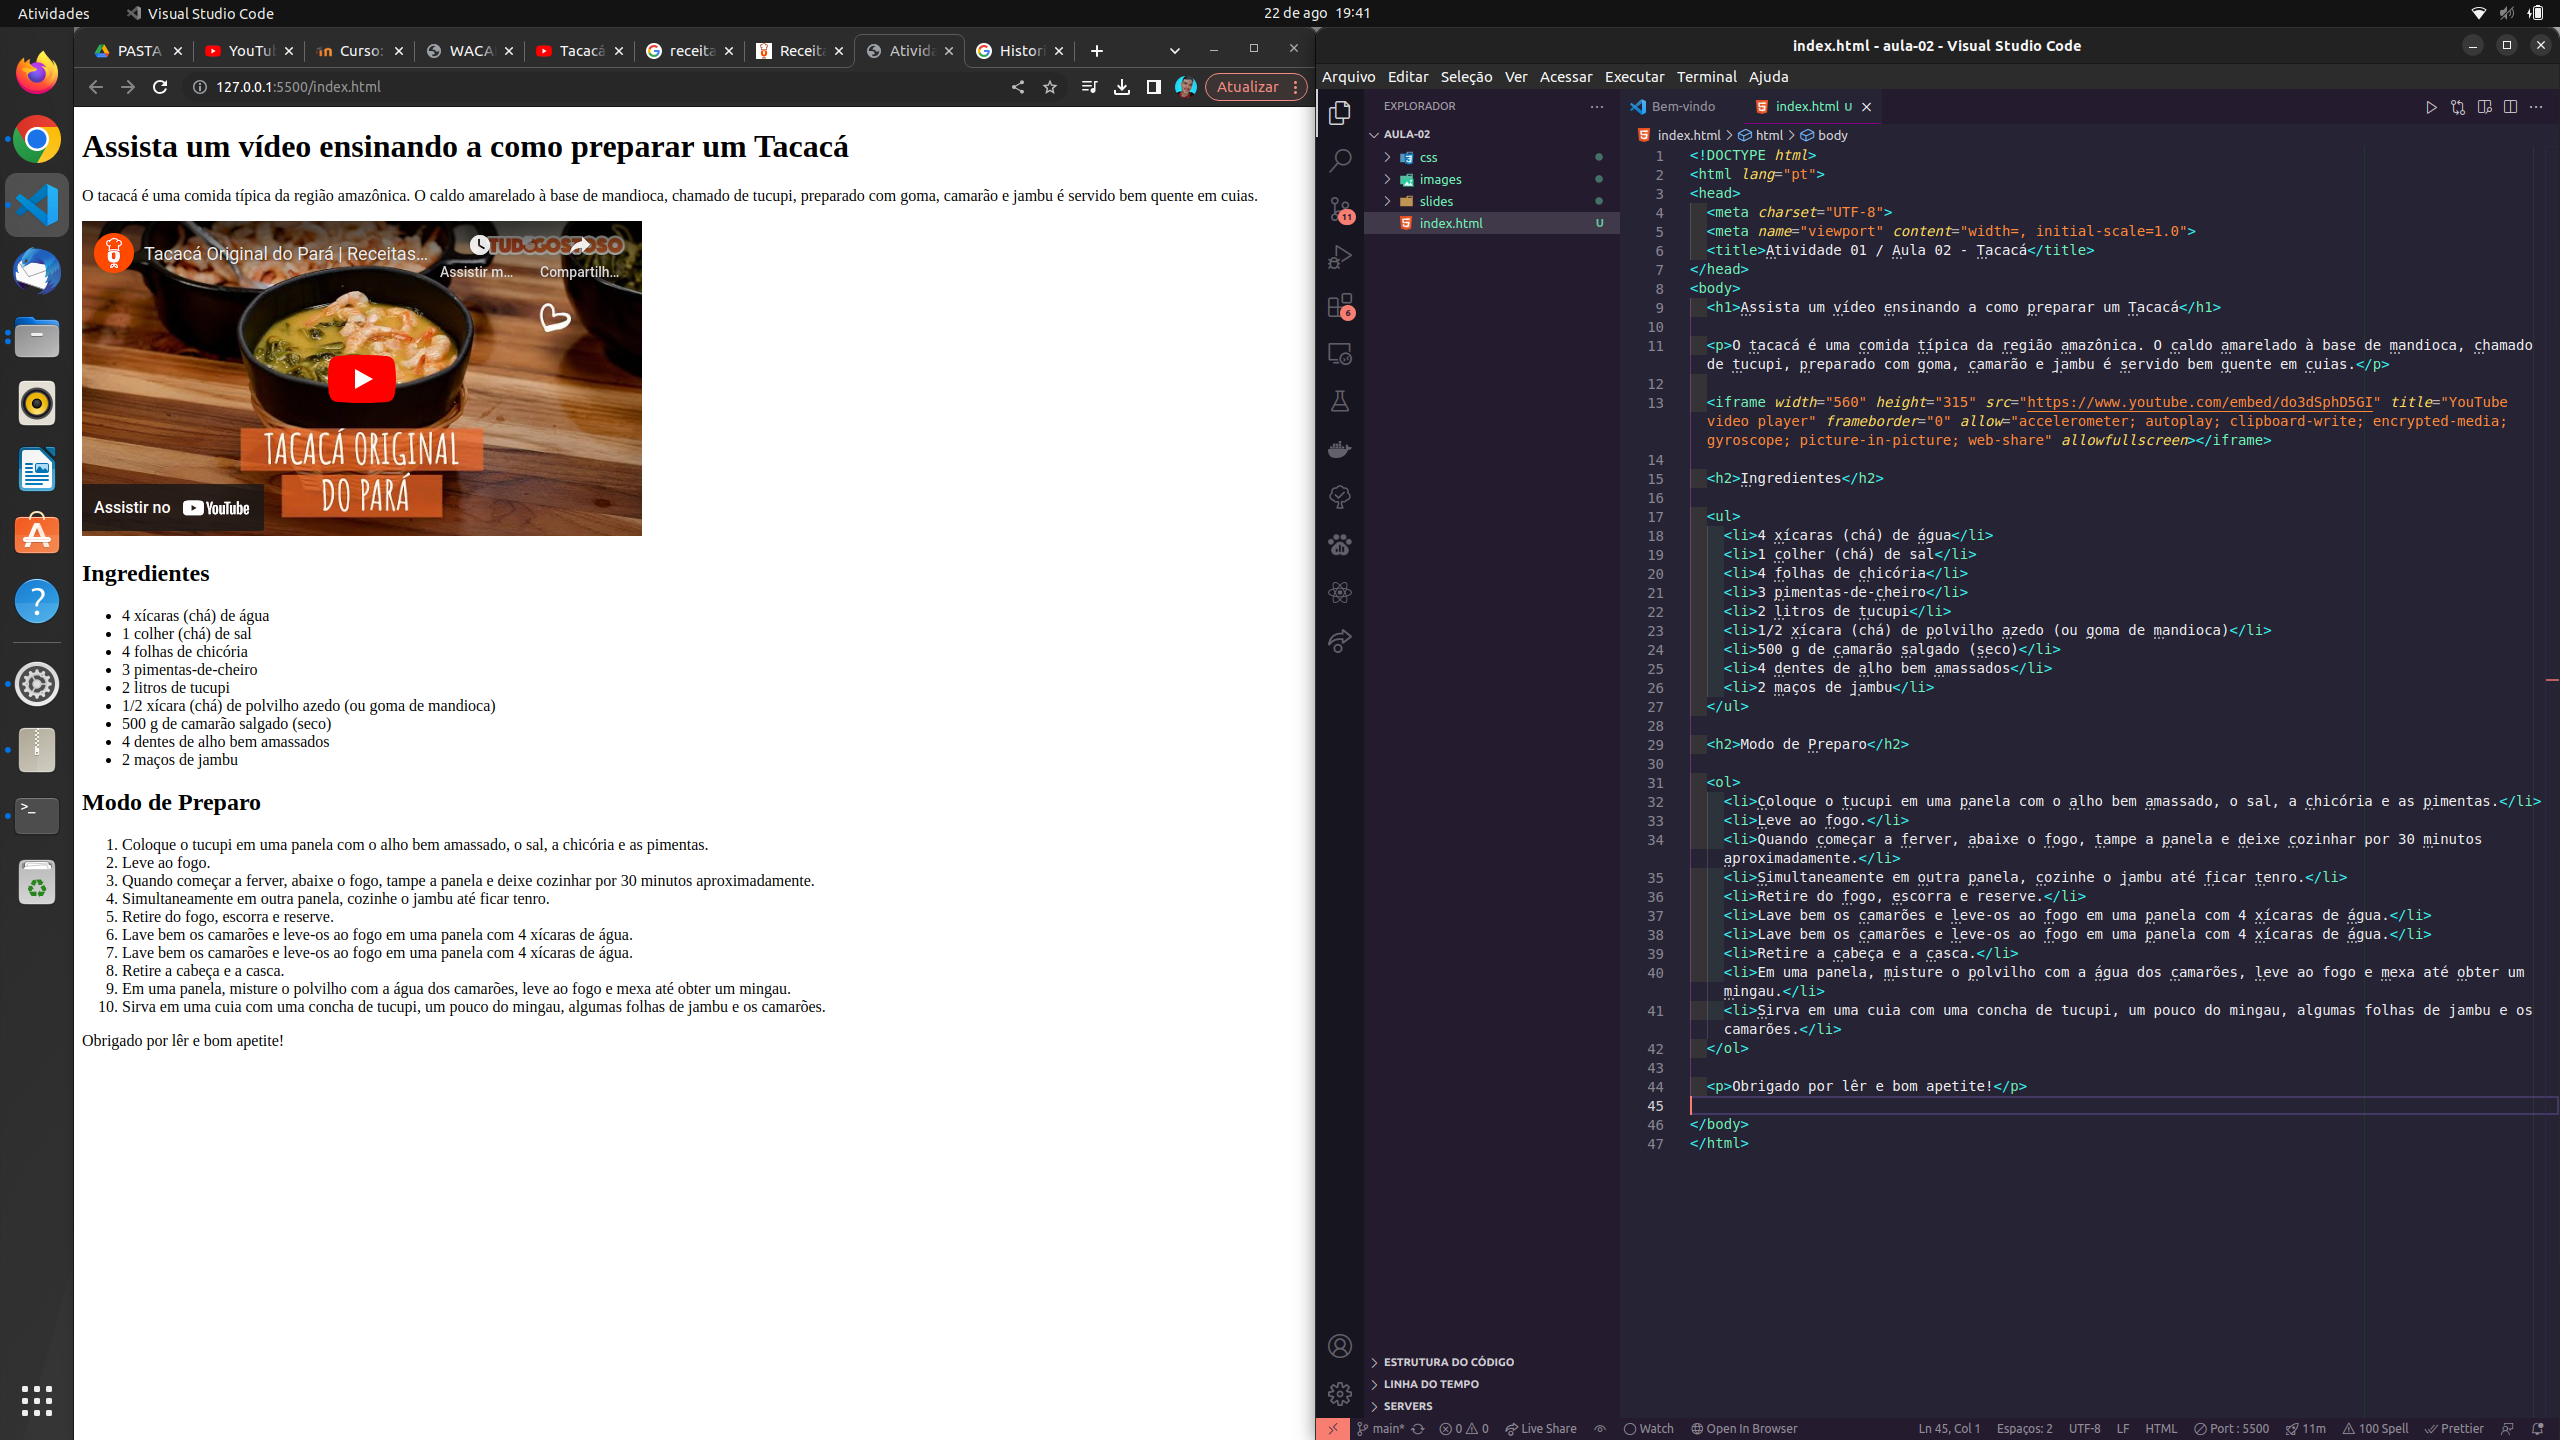 Atividades Visual Studio Code 22 de ago 19:41
PASTA YouTub Curso: WACA Tacacá receita Receita Ativida Histori
127.0.0.1:5500/index.html Atualizar
Assista um vídeo ensinando a como preparar um Tacacá
O tacacá é uma comida típica da região amazônica. O caldo amarelado à base de mandioca, chamado de tucupi, preparado com goma, camarão e jambu é servido bem quente em cuias.
Tacacá Original do Pará | Receitas...
TUDOGOSTOSO
Assistir m... Compartilh...
TACACÁ ORIGINAL
DO PARÁ
Assistir no YouTube
Ingredientes
4 xícaras (chá) de água
1 colher (chá) de sal
4 folhas de chicória
3 pimentas-de-cheiro
2 litros de tucupi
1/2 xícara (chá) de polvilho azedo (ou goma de mandioca)
500 g de camarão salgado (seco)
4 dentes de alho bem amassados
2 maços de jambu
Modo de Preparo
1. Coloque o tucupi em uma panela com o alho bem amassado, o sal, a chicória e as pimentas.
2. Leve ao fogo.
3. Quando começar a ferver, abaixe o fogo, tampe a panela e deixe cozinhar por 30 minutos aproximadamente.
4. Simultaneamente em outra panela, cozinhe o jambu até ficar tenro.
5. Retire do fogo, escorra e reserve.
6. Lave bem os camarões e leve-os ao fogo em uma panela com 4 xícaras de água.
7. Lave bem os camarões e leve-os ao fogo em uma panela com 4 xícaras de água.
8. Retire a cabeça e a casca.
9. Em uma panela, misture o polvilho com a água dos camarões, leve ao fogo e mexa até obter um mingau.
10. Sirva em uma cuia com uma concha de tucupi, um pouco do mingau, algumas folhas de jambu e os camarões.
Obrigado por lêr e bom apetite!
index.html - aula-02 - Visual Studio Code
Arquivo Editar Seleção Ver Acessar Executar Terminal Ajuda
EXPLORADOR
AULA-02
css
images
slides
index.html U
11
6
ESTRUTURA DO CÓDIGO
LINHA DO TEMPO
SERVERS
Bem-vindo index.html U
index.html > html > body
1 <!DOCTYPE html>
2 <html lang="pt">
3 <head>
4 <meta charset="UTF-8">
5 <meta name="viewport" content="width=, initial-scale=1.0">
6 <title>Atividade 01 / Aula 02 - Tacacá</title>
7 </head>
8 <body>
9 <h1>Assista um vídeo ensinando a como preparar um Tacacá</h1>
10
11 <p>O tacacá é uma comida típica da região amazônica. O caldo amarelado à base de mandioca, chamado
de tucupi, preparado com goma, camarão e jambu é servido bem quente em cuias.</p>
12
13 <iframe width="560" height="315" src="https://www.youtube.com/embed/do3dSphD5GI" title="YouTube
video player" frameborder="0" allow="accelerometer; autoplay; clipboard-write; encrypted-media;
gyroscope; picture-in-picture; web-share" allowfullscreen></iframe>
14
15 <h2>Ingredientes</h2>
16
17 <ul>
18 <li>4 xícaras (chá) de água</li>
19 <li>1 colher (chá) de sal</li>
20 <li>4 folhas de chicória</li>
21 <li>3 pimentas-de-cheiro</li>
22 <li>2 litros de tucupi</li>
23 <li>1/2 xícara (chá) de polvilho azedo (ou goma de mandioca)</li>
24 <li>500 g de camarão salgado (seco)</li>
25 <li>4 dentes de alho bem amassados</li>
26 <li>2 maços de jambu</li>
27 </ul>
28
29 <h2>Modo de Preparo</h2>
30
31 <ol>
32 <li>Coloque o tucupi em uma panela com o alho bem amassado, o sal, a chicória e as pimentas.</li>
33 <li>Leve ao fogo.</li>
34 <li>Quando começar a ferver, abaixe o fogo, tampe a panela e deixe cozinhar por 30 minutos
aproximadamente.</li>
35 <li>Simultaneamente em outra panela, cozinhe o jambu até ficar tenro.</li>
36 <li>Retire do fogo, escorra e reserve.</li>
37 <li>Lave bem os camarões e leve-os ao fogo em uma panela com 4 xícaras de água.</li>
38 <li>Lave bem os camarões e leve-os ao fogo em uma panela com 4 xícaras de água.</li>
39 <li>Retire a cabeça e a casca.</li>
40 <li>Em uma panela, misture o polvilho com a água dos camarões, leve ao fogo e mexa até obter um
mingau.</li>
41 <li>Sirva em uma cuia com uma concha de tucupi, um pouco do mingau, algumas folhas de jambu e os
camarões.</li>
42 </ol>
43
44 <p>Obrigado por lêr e bom apetite!</p>
45
46 </body>
47 </html>
main* 0 0 Live Share Watch Open In Browser Ln 45, Col 1 Espaços: 2 UTF-8 LF HTML Port : 5500 11m 100 Spell Prettier